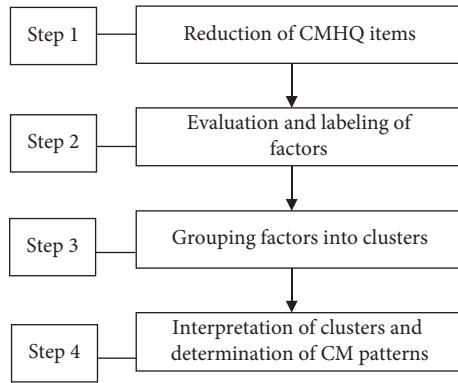 Step 1
Reduction of CMHQ items
Step 2
Evaluation and labeling of
factors
Step 3
Grouping factors into clusters
Step 4
Interpretation of clusters and
determination of CM patterns